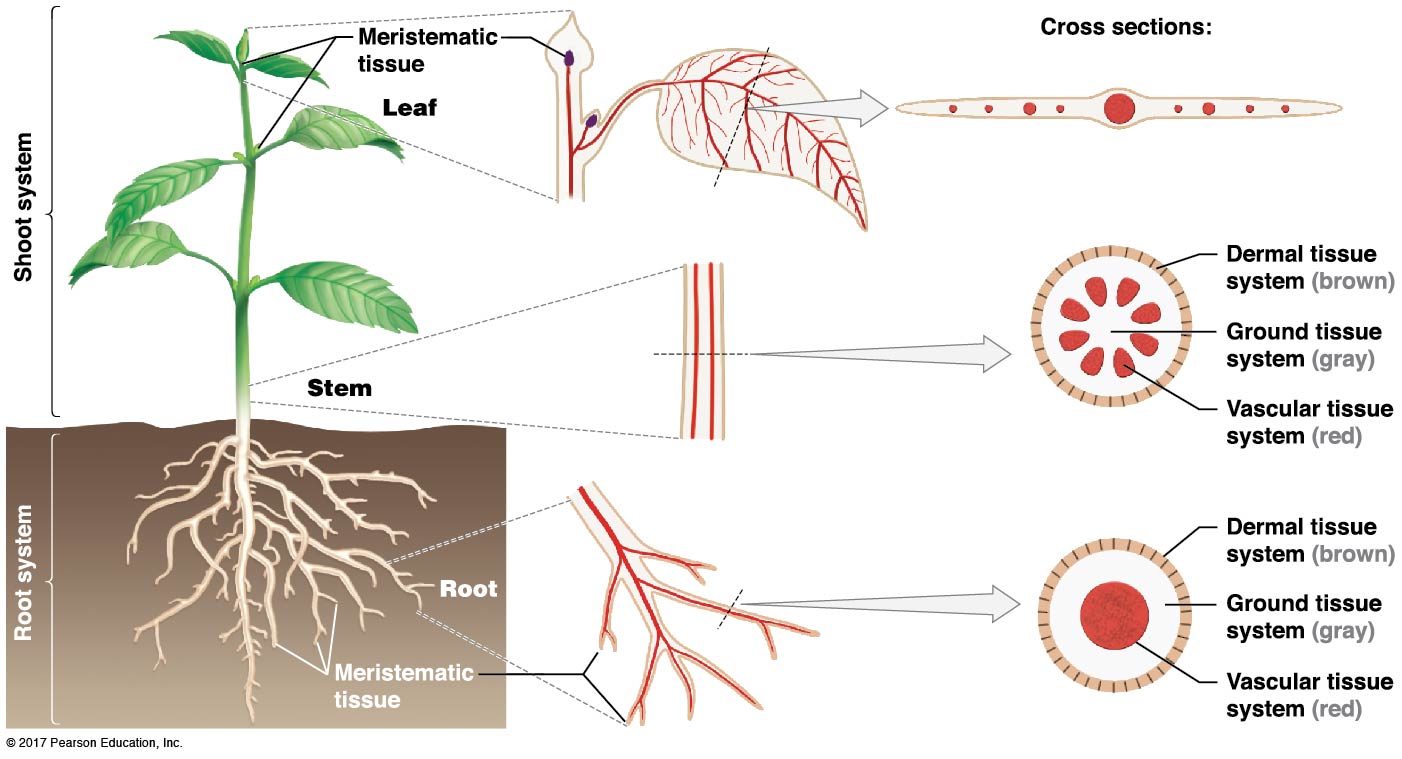 Cross sections:
Meristematic
tissue
Leaf
Shoot system
Dermal tissue
system (brown)
Ground tissue
system (gray)
Vascular tissue
system (red)
Stem
Root system
Root
Meristematic
tissue
Dermal tissue
system (brown)
Ground tissue
system (gray)
Vascular tissue
system (red)
© 2017 Pearson Education, Inc.